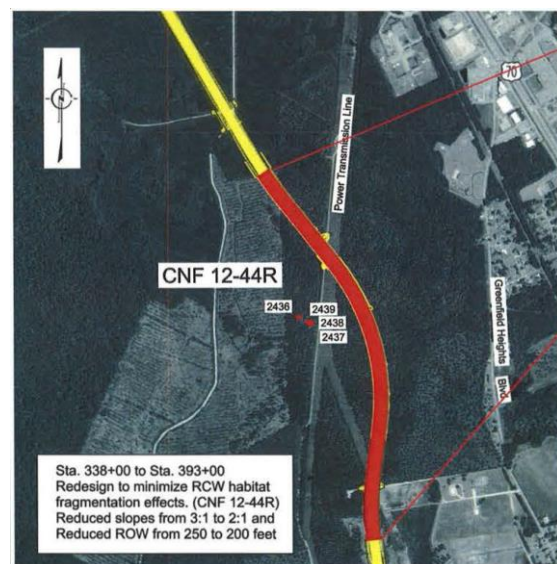 70
Power Transmission Line
CNF 12-44R
2436
2439
2438
2437
Greenfield Heights
Blvd.
Sta. 338+00 to Sta. 393+00
Redesign to minimize RCW habitat
fragmentation effects. (CNF 12-44R)
Reduced slopes from 3:1 to 2:1 and
Reduced ROW from 250 to 200 feet